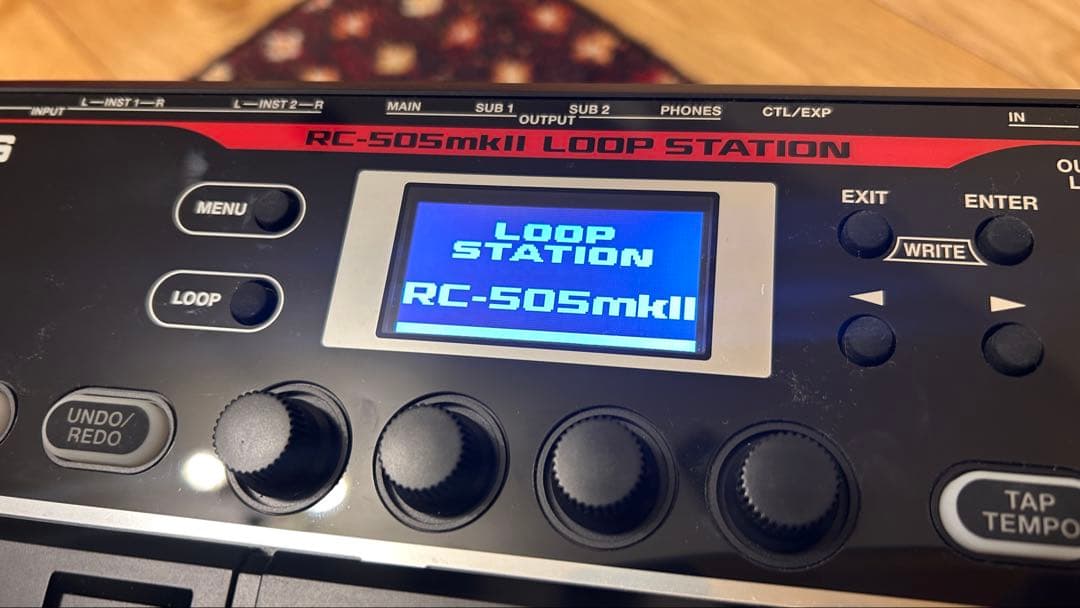 INPUT
L—INST 1—R
L—INST 2—R
MAIN
SUB 1
SUB 2
OUTPUT
PHONES
CTL/EXP
IN
RC-505mkII LOOP STATION
MENU
LOOP
LOOP
STATION
RC-505mkII
EXIT
ENTER
WRITE
UNDO/
REDO
TAP
TEMPO